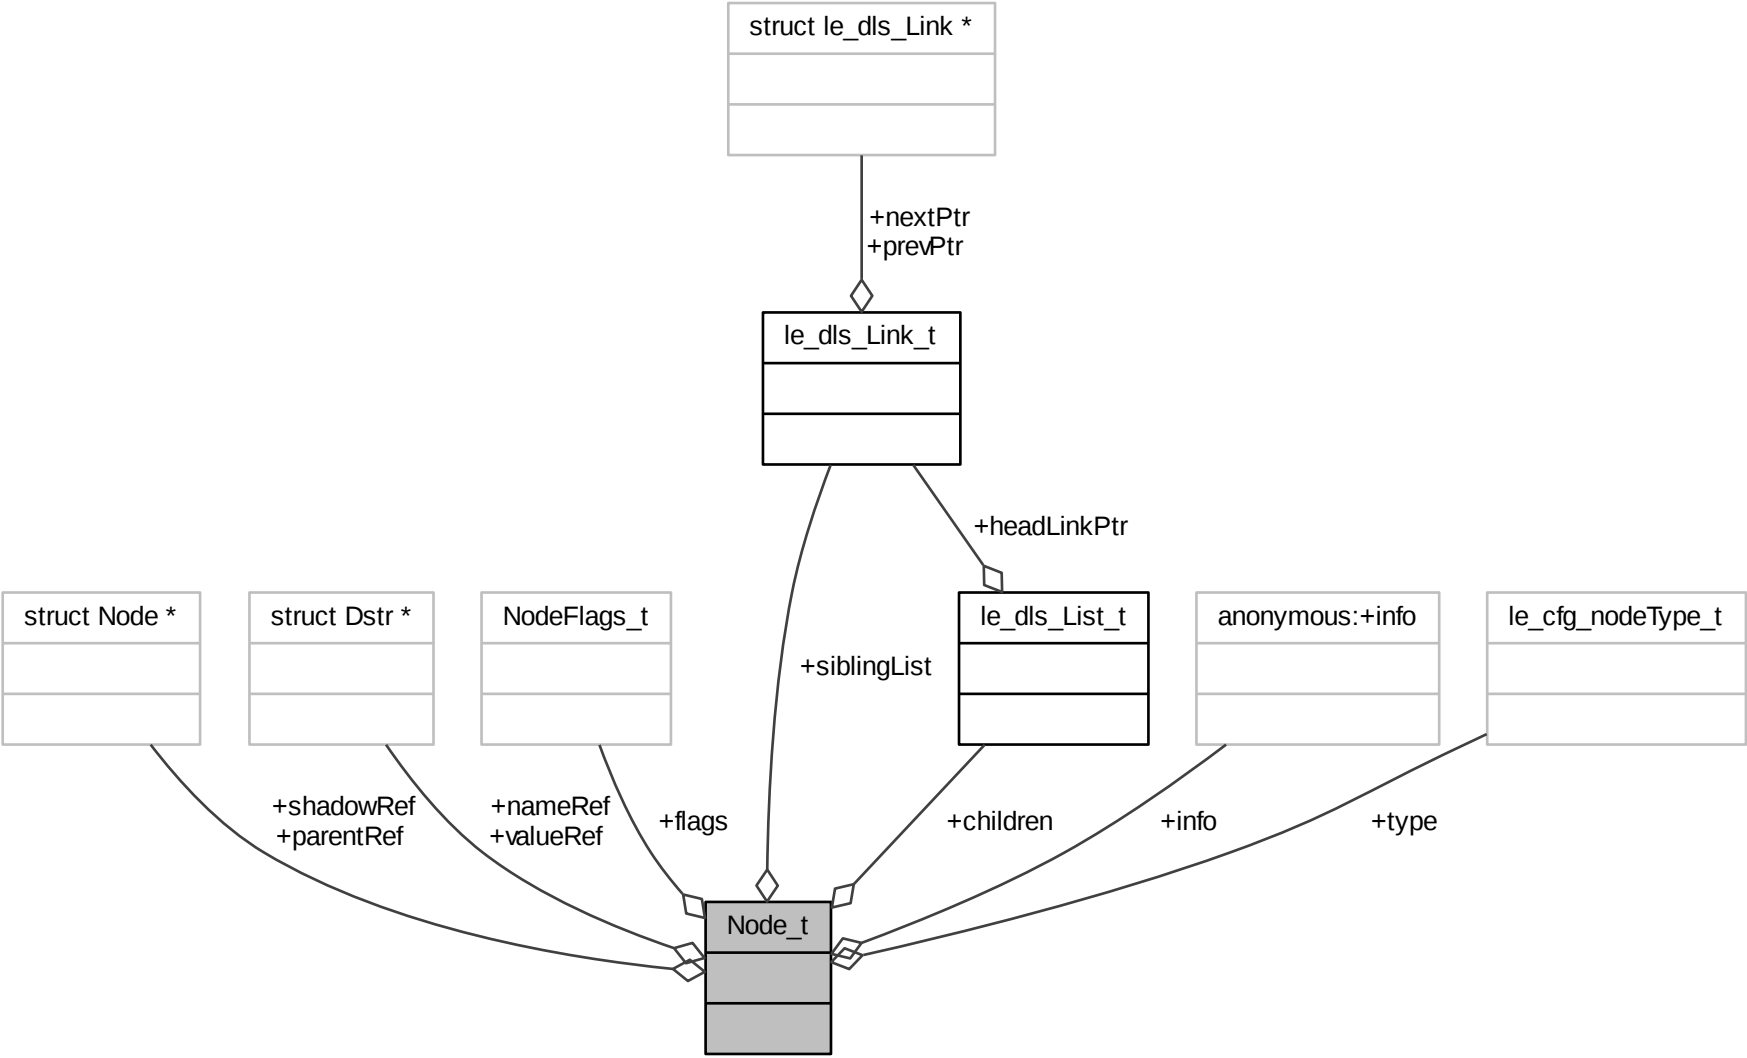 struct le_dls_Link *
+nextPtr
+prevPtr
le_dls_Link_t
+headLinkPtr
struct Node *
struct Dstr *
NodeFlags_t
le_dls_List_t
anonymous:+info
le_cfg_nodeType_t
+siblingList
+shadowRef
+parentRef
+nameRef
+valueRef
+flags
+children
+info
+type
Node_t